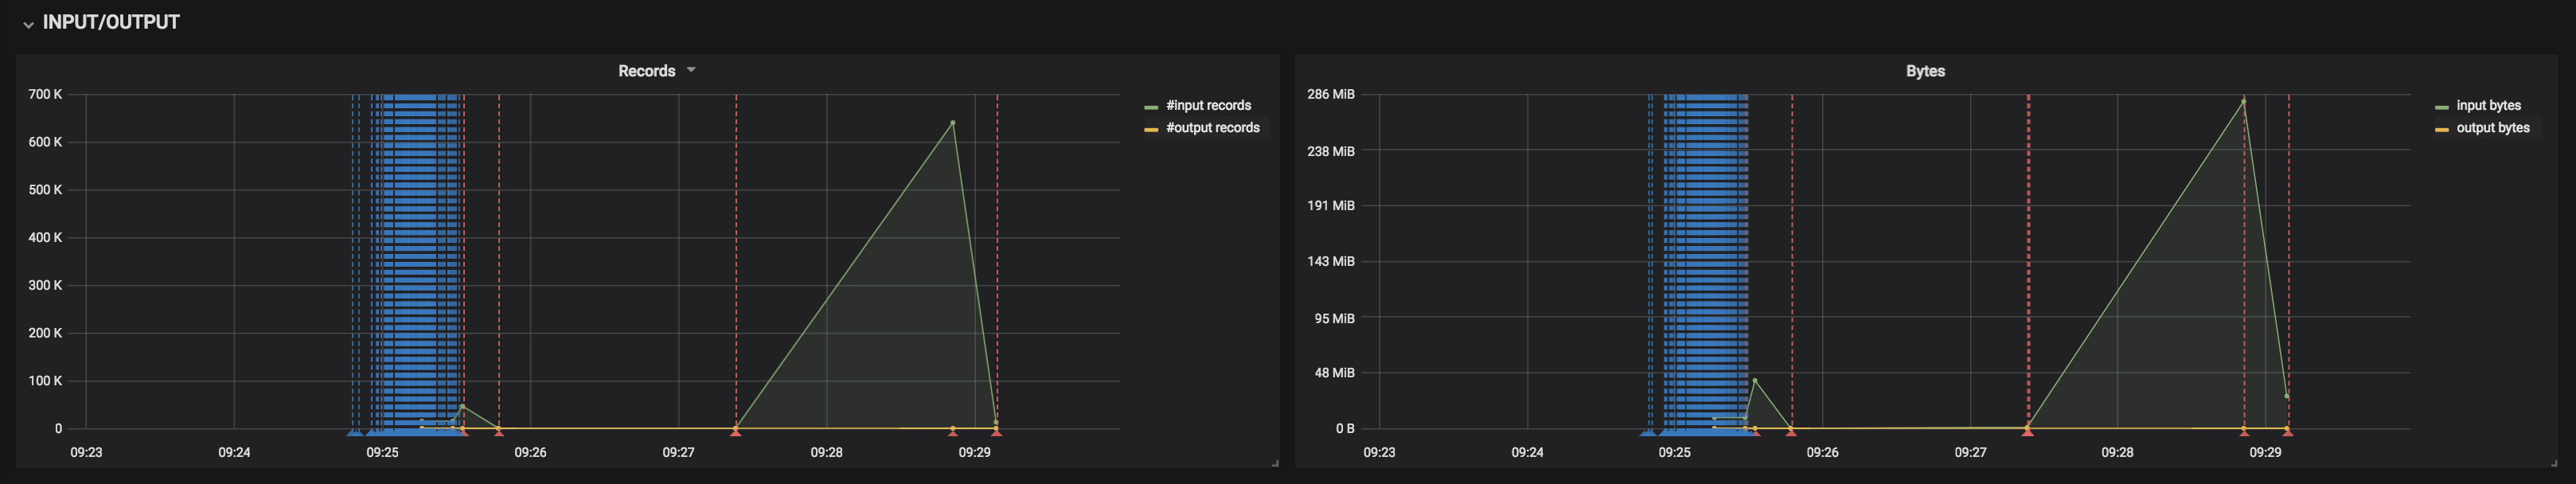 INPUT/OUTPUT
Records
700 K
600 K
500 K
400 K
300 K
200 K
100 K
0
09:23 09:24 09:25 09:26 09:27 09:28 09:29
#input records
#output records
Bytes
286 MiB
238 MiB
191 MiB
143 MiB
95 MiB
48 MiB
0 B
09:23 09:24 09:25 09:26 09:27 09:28 09:29
input bytes
output bytes